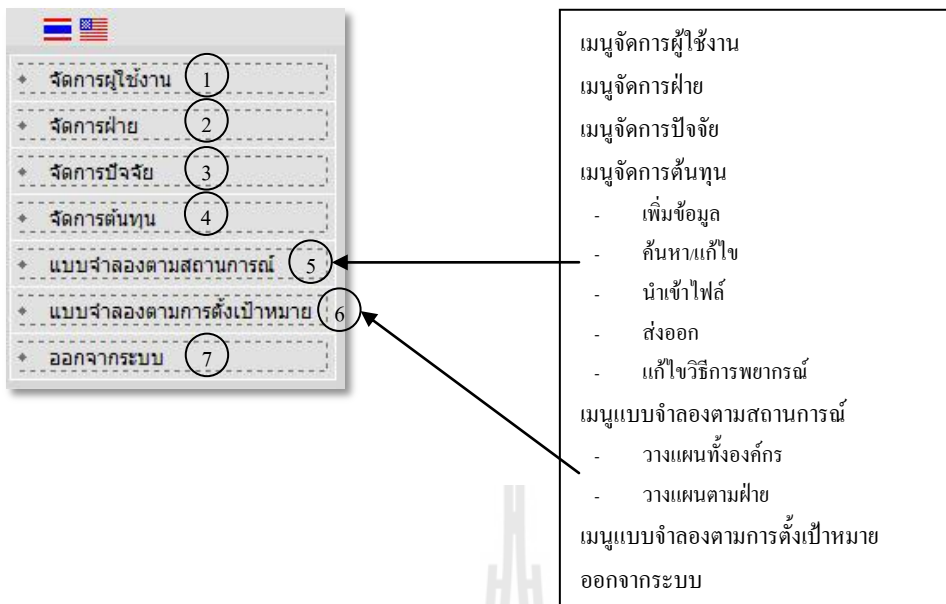 จัดการผู้ใช้งาน 1
จัดการฝ่าย 2
จัดการปัจจัย 3
จัดการต้นทุน 4
แบบจำลองตามสถานการณ์ 5
แบบจำลองตามการตั้งเป้าหมาย 6
ออกจากระบบ 7
เมนูจัดการผู้ใช้งาน
เมนูจัดการฝ่าย
เมนูจัดการปัจจัย
เมนูจัดการต้นทุน
- เพิ่มข้อมูล
- ค้นหา/แก้ไข
- นำเข้าไฟล์
- ส่งออก
- แก้ไขวิธีการพยากรณ์
เมนูแบบจำลองตามสถานการณ์
- วางแผนทั้งองค์กร
- วางแผนตามฝ่าย
เมนูแบบจำลองตามการตั้งเป้าหมาย
ออกจากระบบ